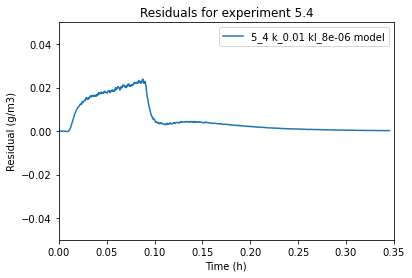 Residuals for experiment 5.4
5_4 k_0.01 kl_8e-06 model
Residual (g/m3)
0.04
0.02
0.00
−0.02
−0.04
0.00 0.05 0.10 0.15 0.20 0.25 0.30 0.35
Time (h)